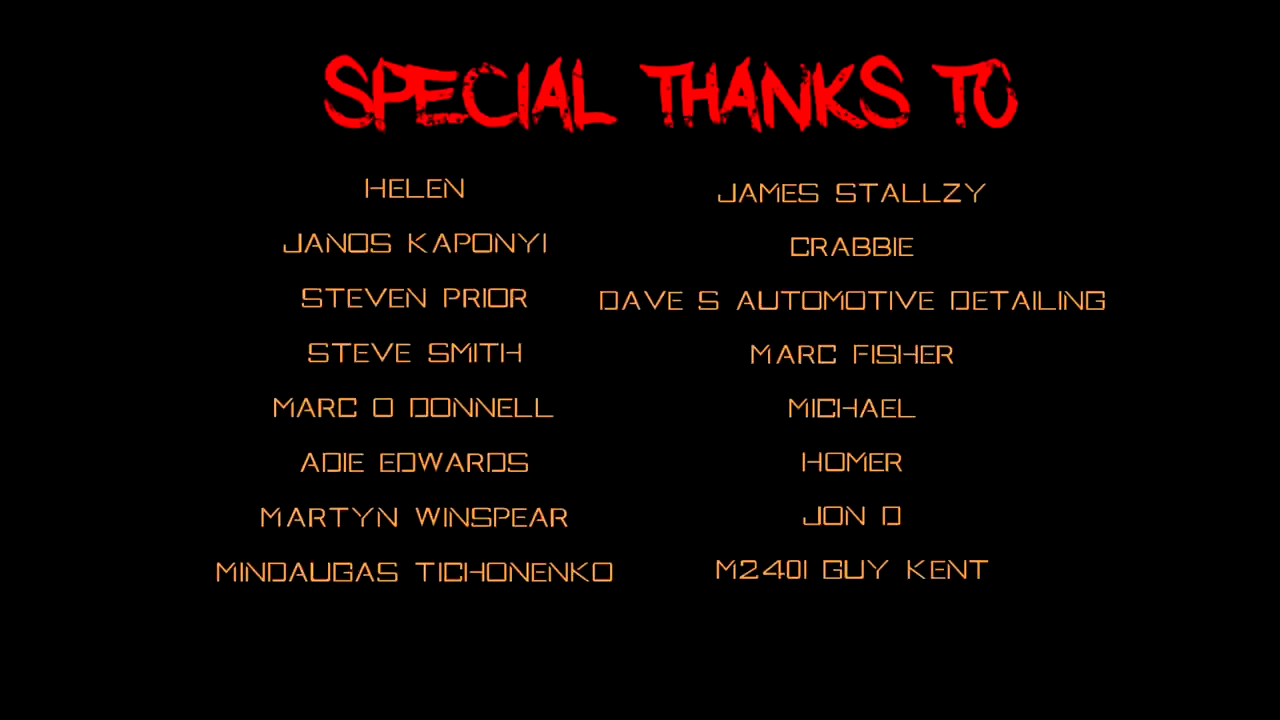 SPECIAL THANKS TO
HELEN
JANOS KAPONYI
STEVEN PRIOR
STEVE SMITH
MARC O DONNELL
ADIE EDWARDS
MARTYN WINSPEAR
MINDAUGAS TICHONENKO
JAMES STALLZY
CRABBIE
DAVE S AUTOMOTIVE DETAILING
MARC FISHER
MICHAEL
HOMER
JON D
M240I GUY KENT